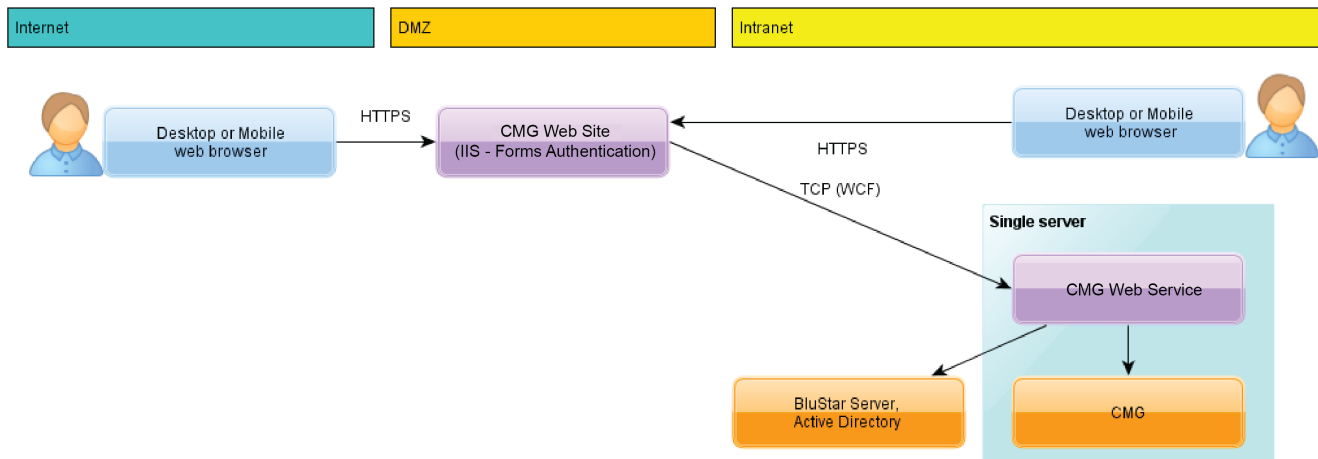 Internet
DMZ
Intranet
Desktop or Mobile
web browser
HTTPS
CMG Web Site
(IIS - Forms Authentication)
Desktop or Mobile
web browser
HTTPS
TCP (WCF)
Single server
CMG Web Service
BluStar Server,
Active Directory
CMG